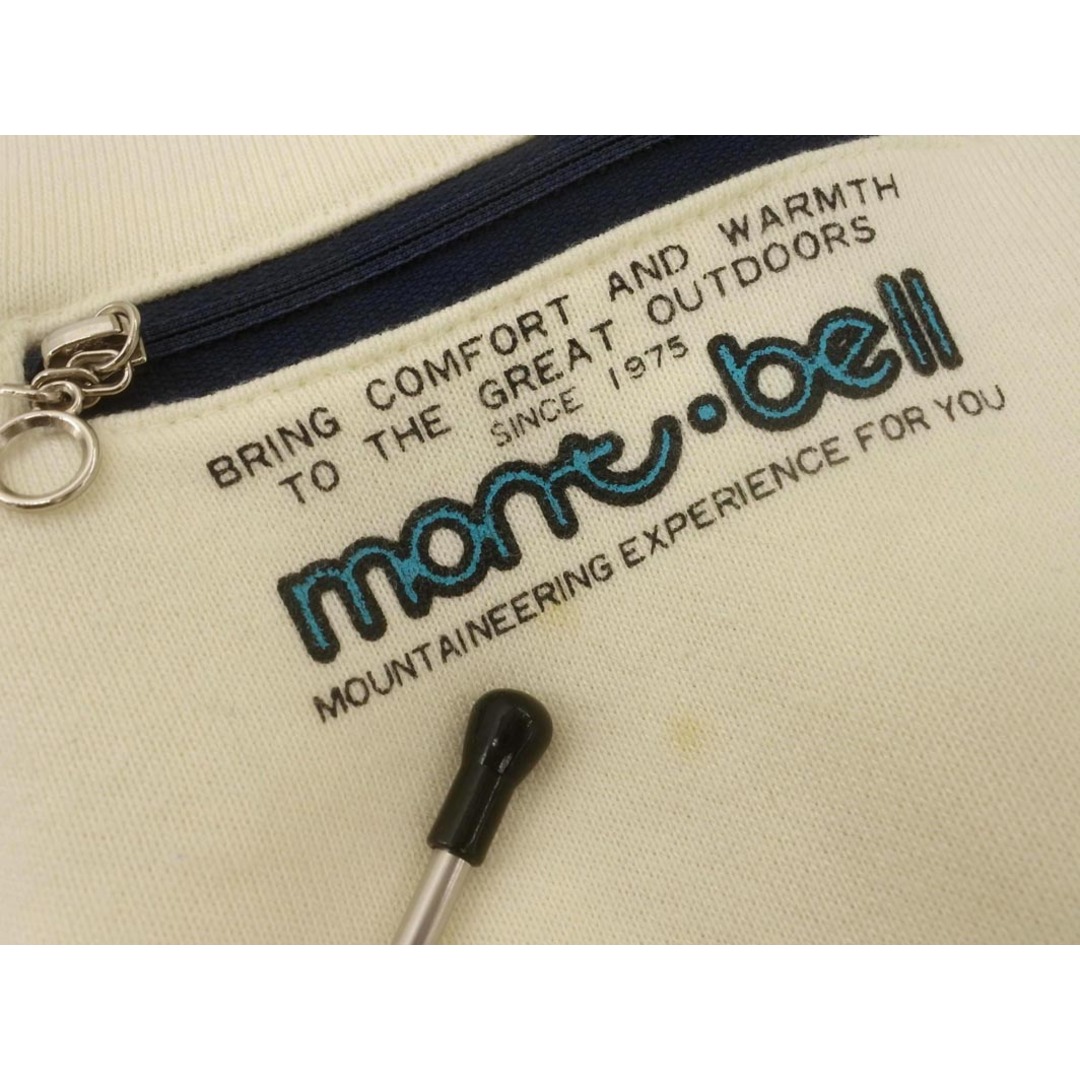 BRING COMFORT AND WARMTH
TO THE GREAT OUTDOORS
SINCE 1975
mont·bell
MOUNTAINEERING EXPERIENCE FOR YOU